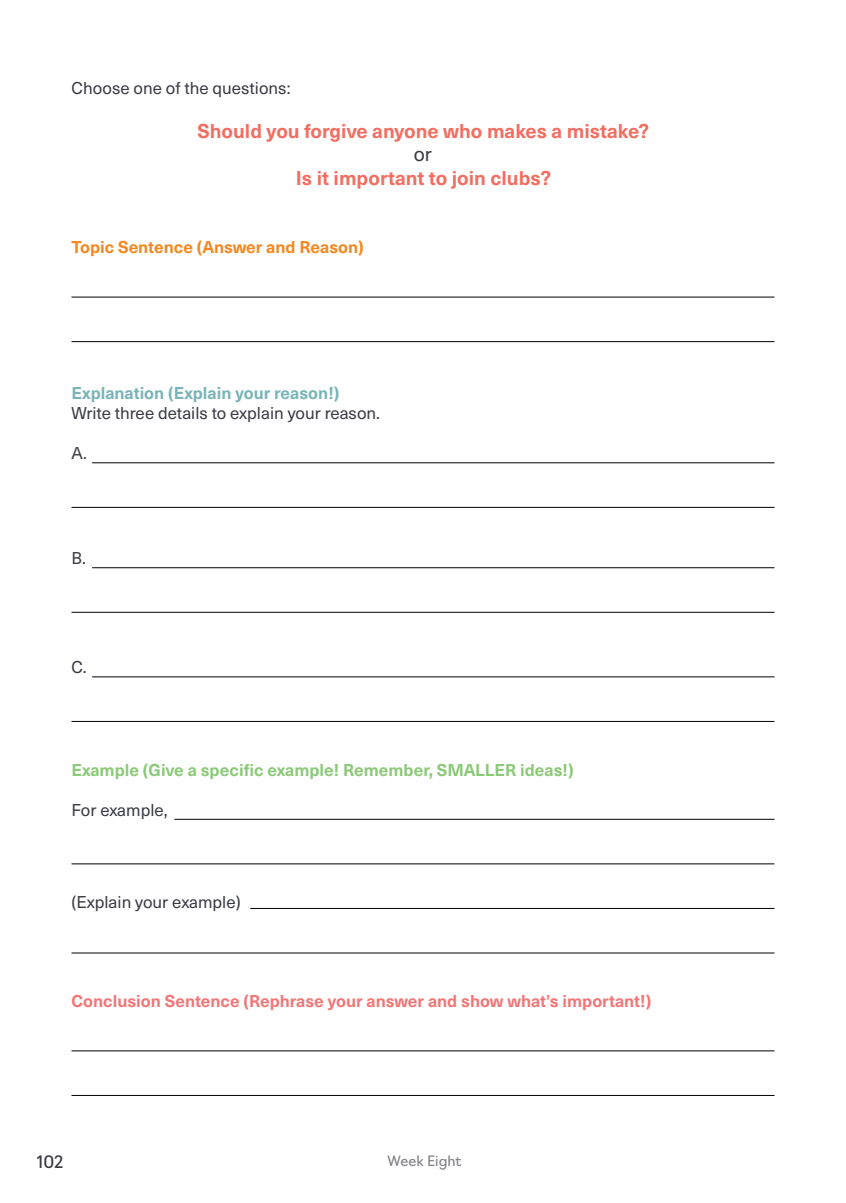 Choose one of the questions:
Should you forgive anyone who makes a mistake?
or
Is it important to join clubs?
Topic Sentence (Answer and Reason)
Explanation (Explain your reason!)
Write three details to explain your reason.
A.
B.
C.
Example (Give a specific example! Remember, SMALLER ideas!)
For example,
(Explain your example)
Conclusion Sentence (Rephrase your answer and show what's important!)
102
Week Eight